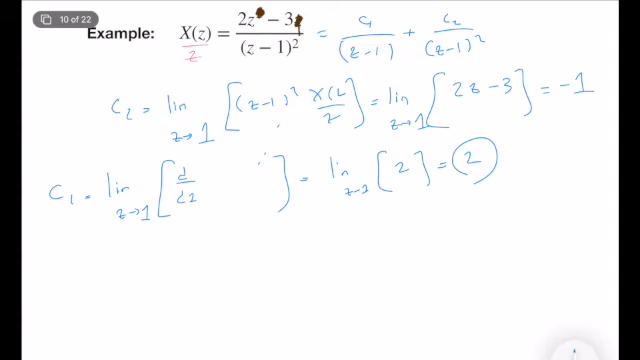 10 of 22
Example: X(z)/z = (2z - 3)/(z - 1)² = C₁/(z-1) + C₂/(z-1)²
C₂ = lim z→1 [(z-1)² X(z)/z] = lim z→1 [2z - 3] = -1
C₁ = lim z→1 [d/dz ∴ ] = lim z→1 [2] = 2